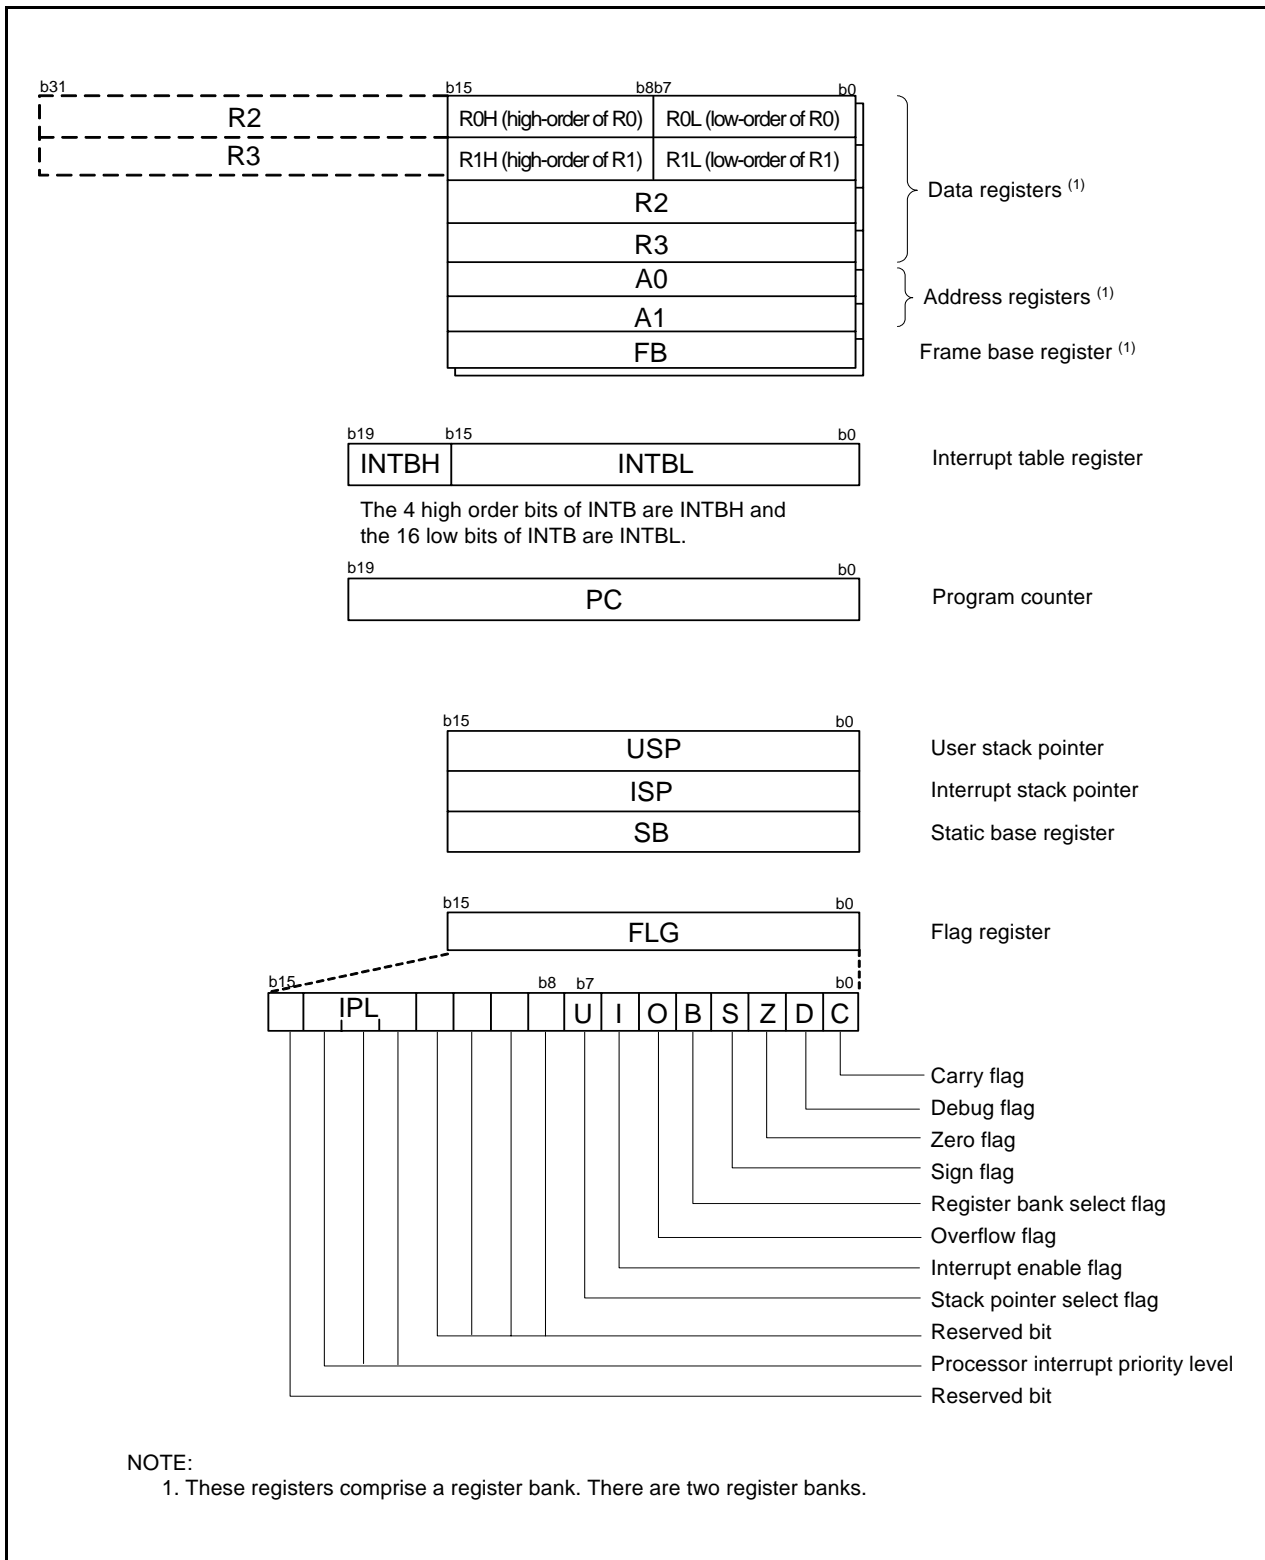 b31 b15 b8b7 b0
R2 R0H (high-order of R0) R0L (low-order of R0)
R3 R1H (high-order of R1) R1L (low-order of R1)
Data registers (1)
R2
R3
A0
Address registers (1)
A1
FB Frame base register (1)
b19 b15 b0
INTBH INTBL Interrupt table register
The 4 high order bits of INTB are INTBH and
the 16 low bits of INTB are INTBL.
b19 b0
PC Program counter
b15 b0
USP User stack pointer
ISP Interrupt stack pointer
SB Static base register
b15 b0
FLG Flag register
b15 b8 b7 b0
IPL U I O B S Z D C
Carry flag
Debug flag
Zero flag
Sign flag
Register bank select flag
Overflow flag
Interrupt enable flag
Stack pointer select flag
Reserved bit
Processor interrupt priority level
Reserved bit
NOTE:
1. These registers comprise a register bank. There are two register banks.